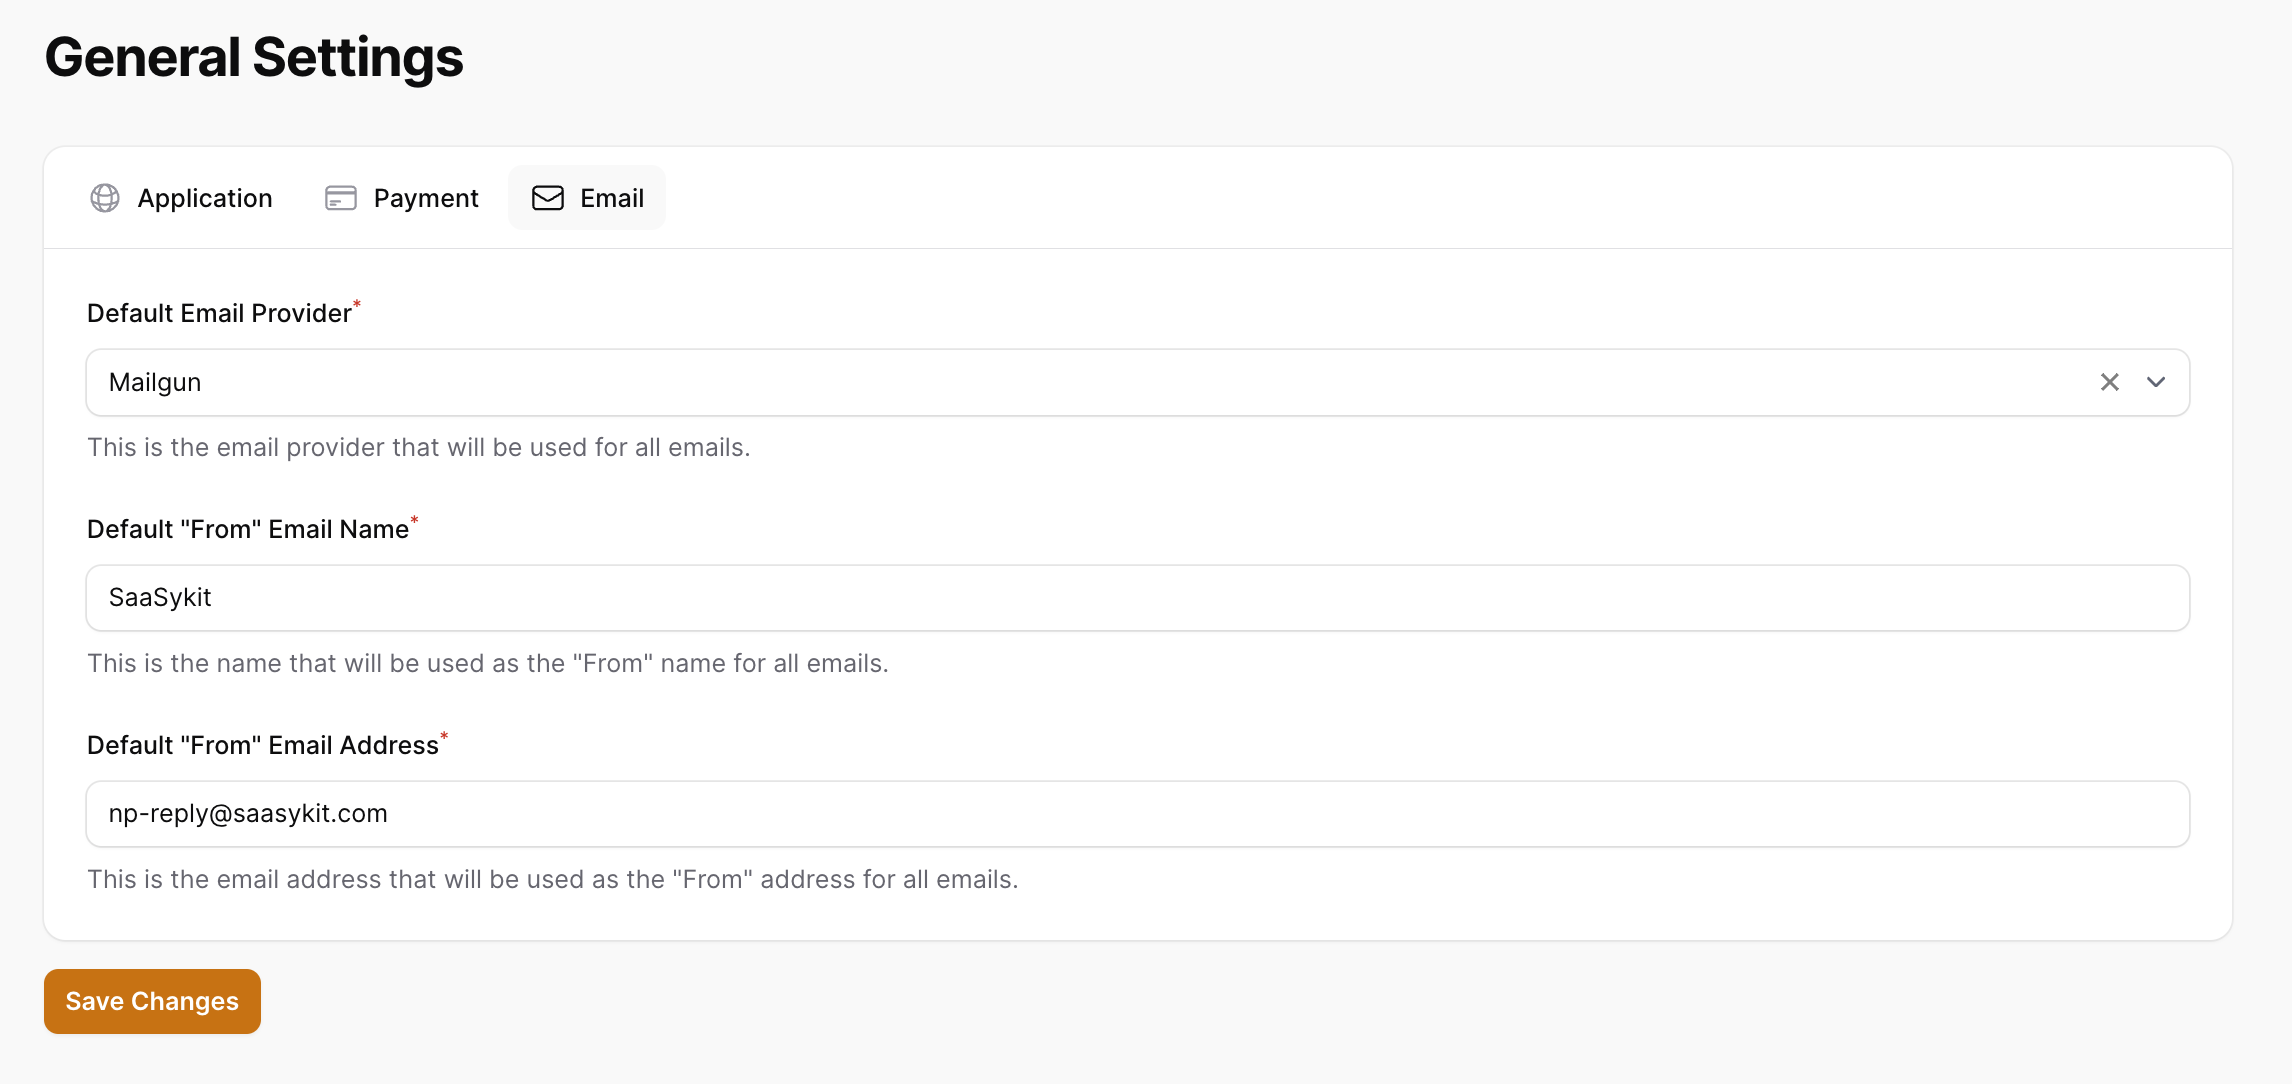 General Settings
Application Payment Email
Default Email Provider*
Mailgun
This is the email provider that will be used for all emails.
Default "From" Email Name*
SaaSykit
This is the name that will be used as the "From" name for all emails.
Default "From" Email Address*
np-reply@saasykit.com
This is the email address that will be used as the "From" address for all emails.
Save Changes